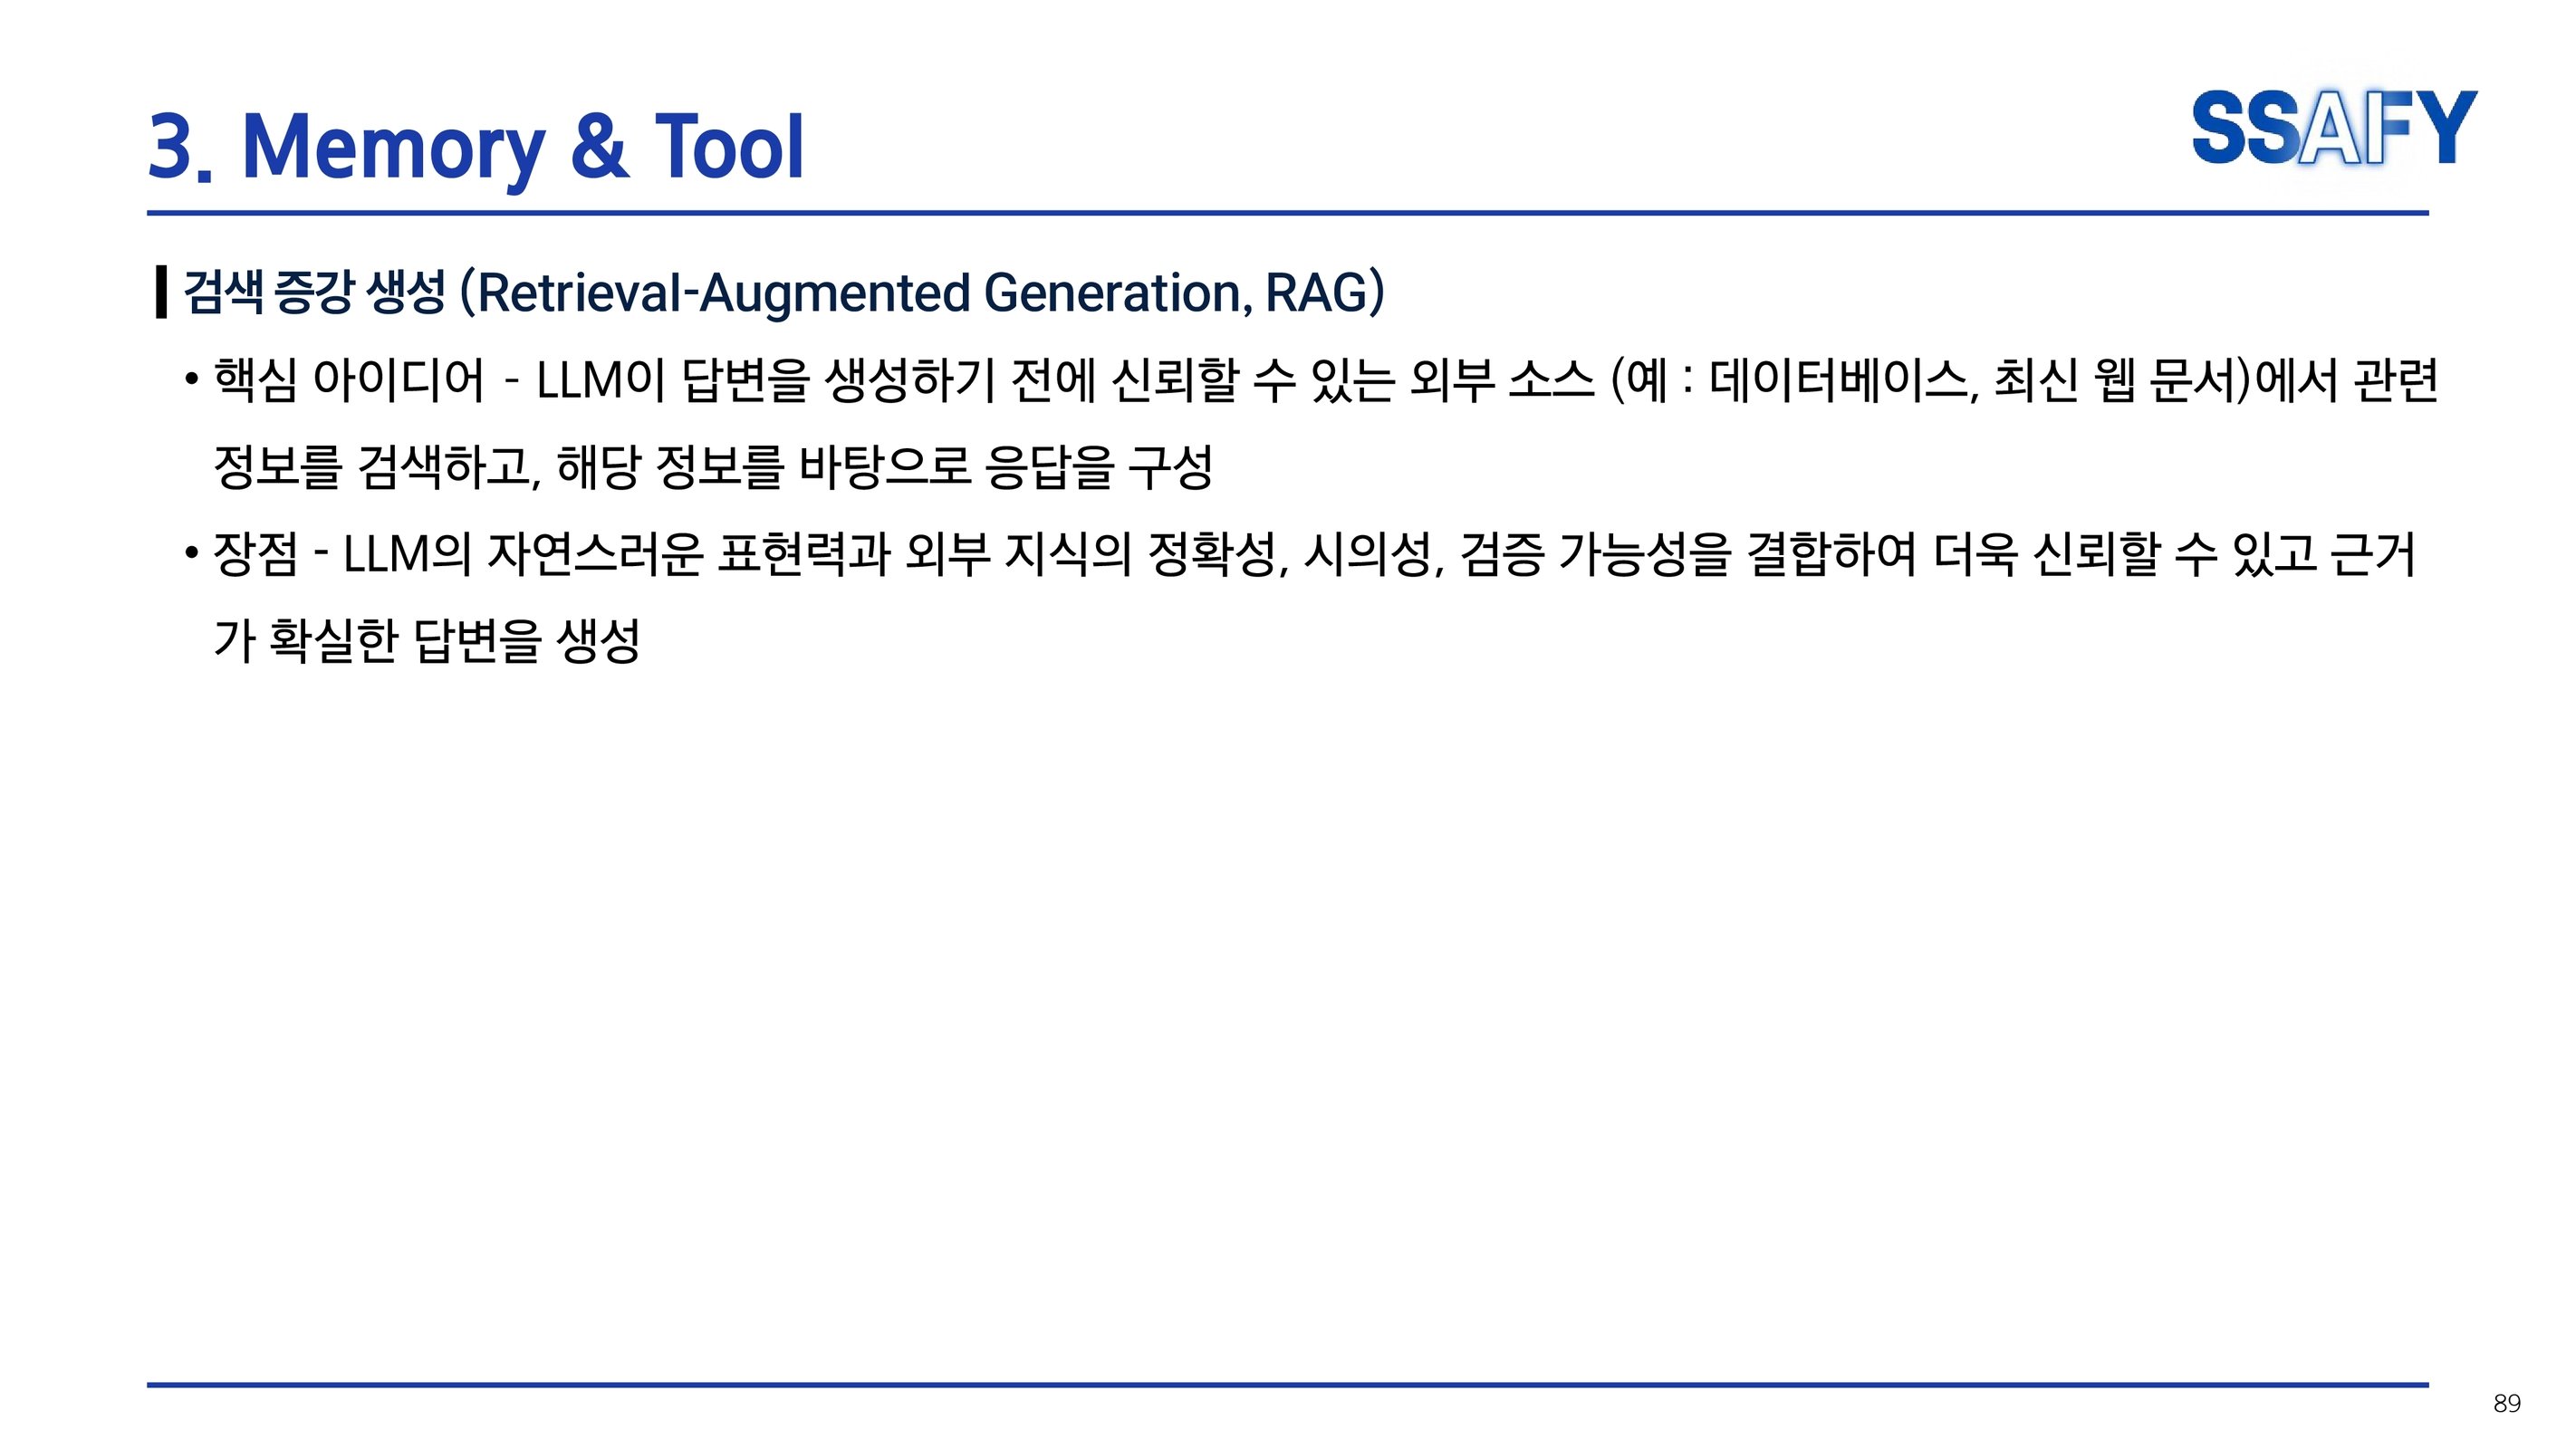 3. Memory & Tool
SSAFY
검색 증강 생성 (Retrieval-Augmented Generation, RAG)
• 핵심 아이디어 - LLM이 답변을 생성하기 전에 신뢰할 수 있는 외부 소스 (예 : 데이터베이스, 최신 웹 문서)에서 관련
정보를 검색하고, 해당 정보를 바탕으로 응답을 구성
• 장점 - LLM의 자연스러운 표현력과 외부 지식의 정확성, 시의성, 검증 가능성을 결합하여 더욱 신뢰할 수 있고 근거
가 확실한 답변을 생성
89